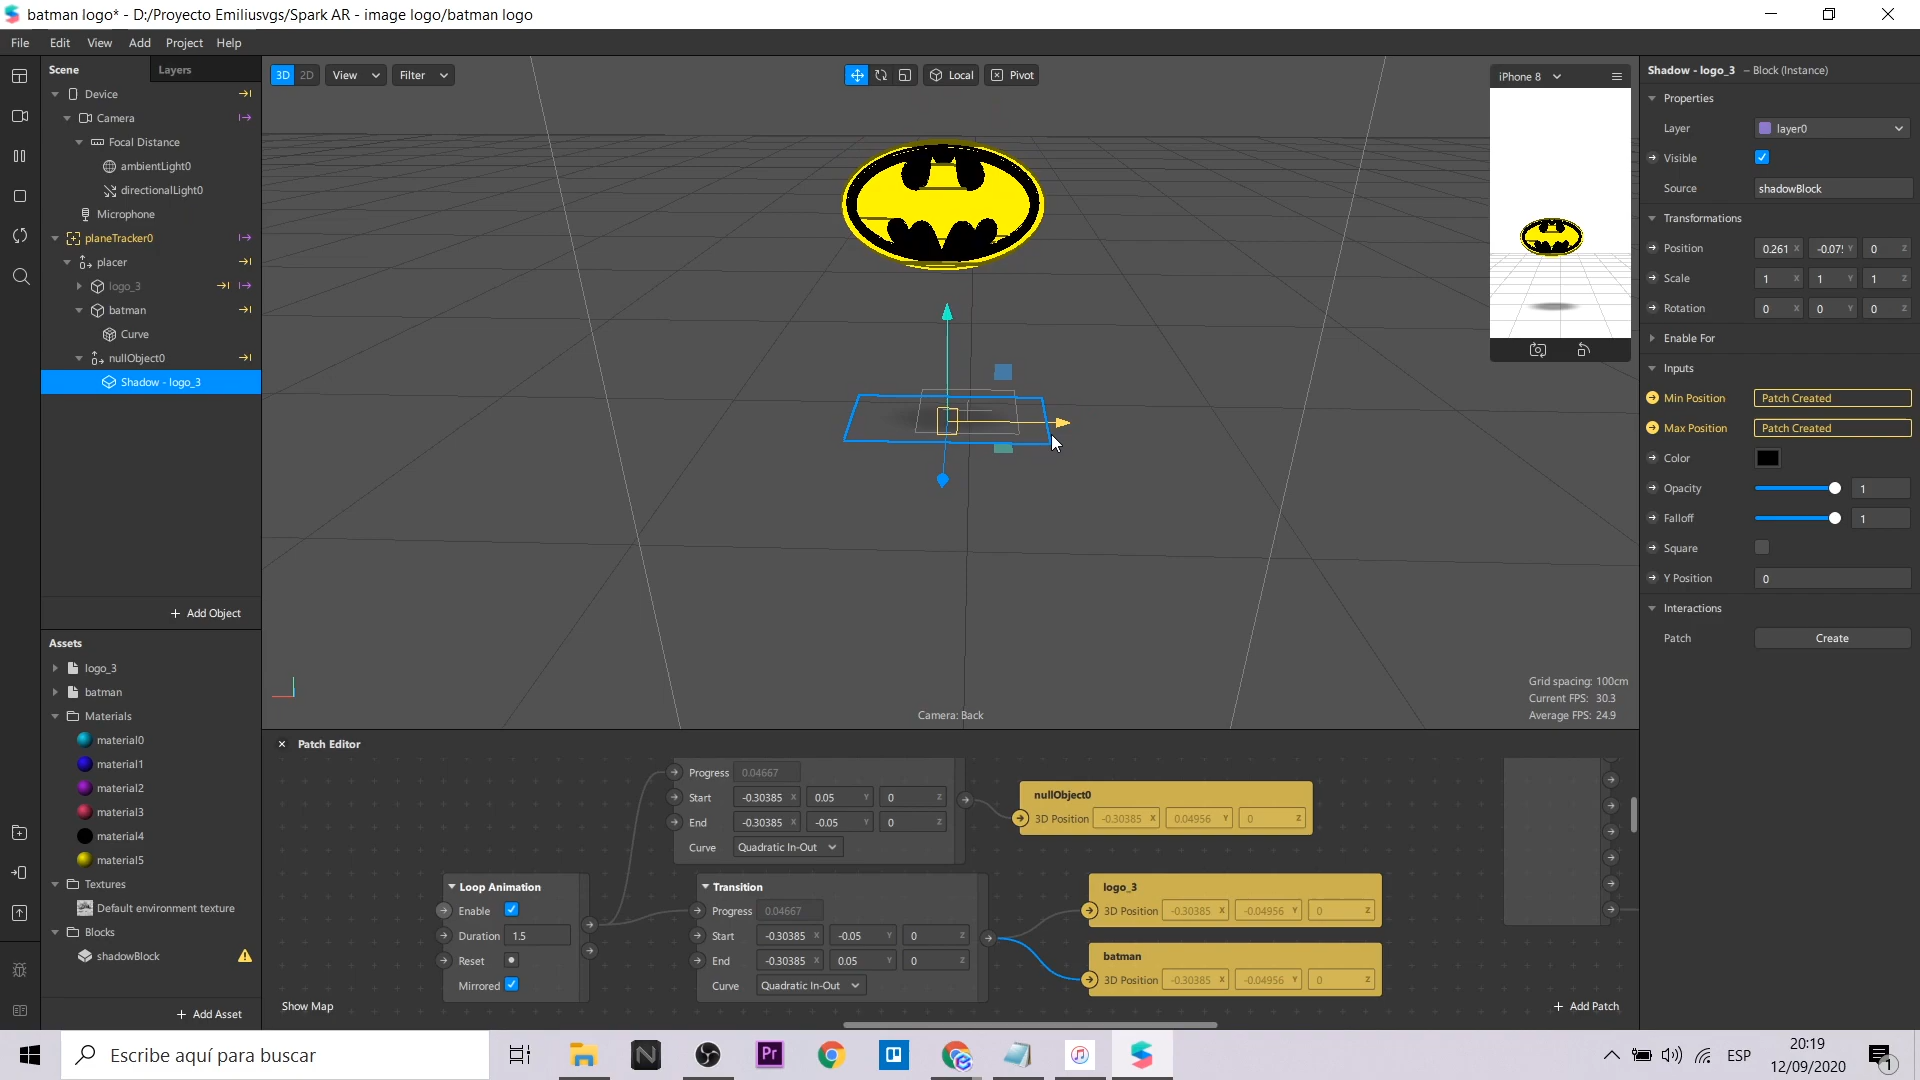 batman logo* - D:/Proyecto Emiliusvgs/Spark AR - image logo/batman logo
File Edit View Add Project Help
Scene Layers
Device
Camera
Focal Distance
ambientLight0
directionalLight0
Microphone
planeTracker0
placer
logo_3
batman
Curve
nullObject0
Shadow - logo_3
+ Add Object
Assets
logo_3
batman
Materials
material0
material1
material2
material3
material4
material5
Textures
Default environment texture
Blocks
shadowBlock
+ Add Asset
3D 2D View Filter
Local Pivot
iPhone 8
Grid spacing: 100cm
Current FPS: 30.3
Average FPS: 24.9
Camera: Back
Shadow - logo_3 – Block (Instance)
Properties
Layer layer0
Visible
Source shadowBlock
Transformations
Position 0.261 X -0.07! Y 0 Z
Scale 1 X 1 Y 1 Z
Rotation 0 X 0 Y 0 Z
Enable For
Inputs
Min Position Patch Created
Max Position Patch Created
Color
Opacity 1
Falloff 1
Square
Y Position 0
Interactions
Patch Create
× Patch Editor
Progress 0.04667
Start -0.30385 X 0.05 Y 0 Z
End -0.30385 X -0.05 Y 0 Z
Curve Quadratic In-Out
nullObject0
3D Position -0.30385 X 0.04956 Y 0 Z
Loop Animation
Enable
Duration 1.5
Reset
Mirrored
Transition
Progress 0.04667
Start -0.30385 X -0.05 Y 0 Z
End -0.30385 X 0.05 Y 0 Z
Curve Quadratic In-Out
logo_3
3D Position -0.30385 X -0.04956 Y 0 Z
batman
3D Position -0.30385 X -0.04956 Y 0 Z
Show Map
+ Add Patch
Escribe aquí para buscar
N
Pr
ESP
20:19
12/09/2020
1